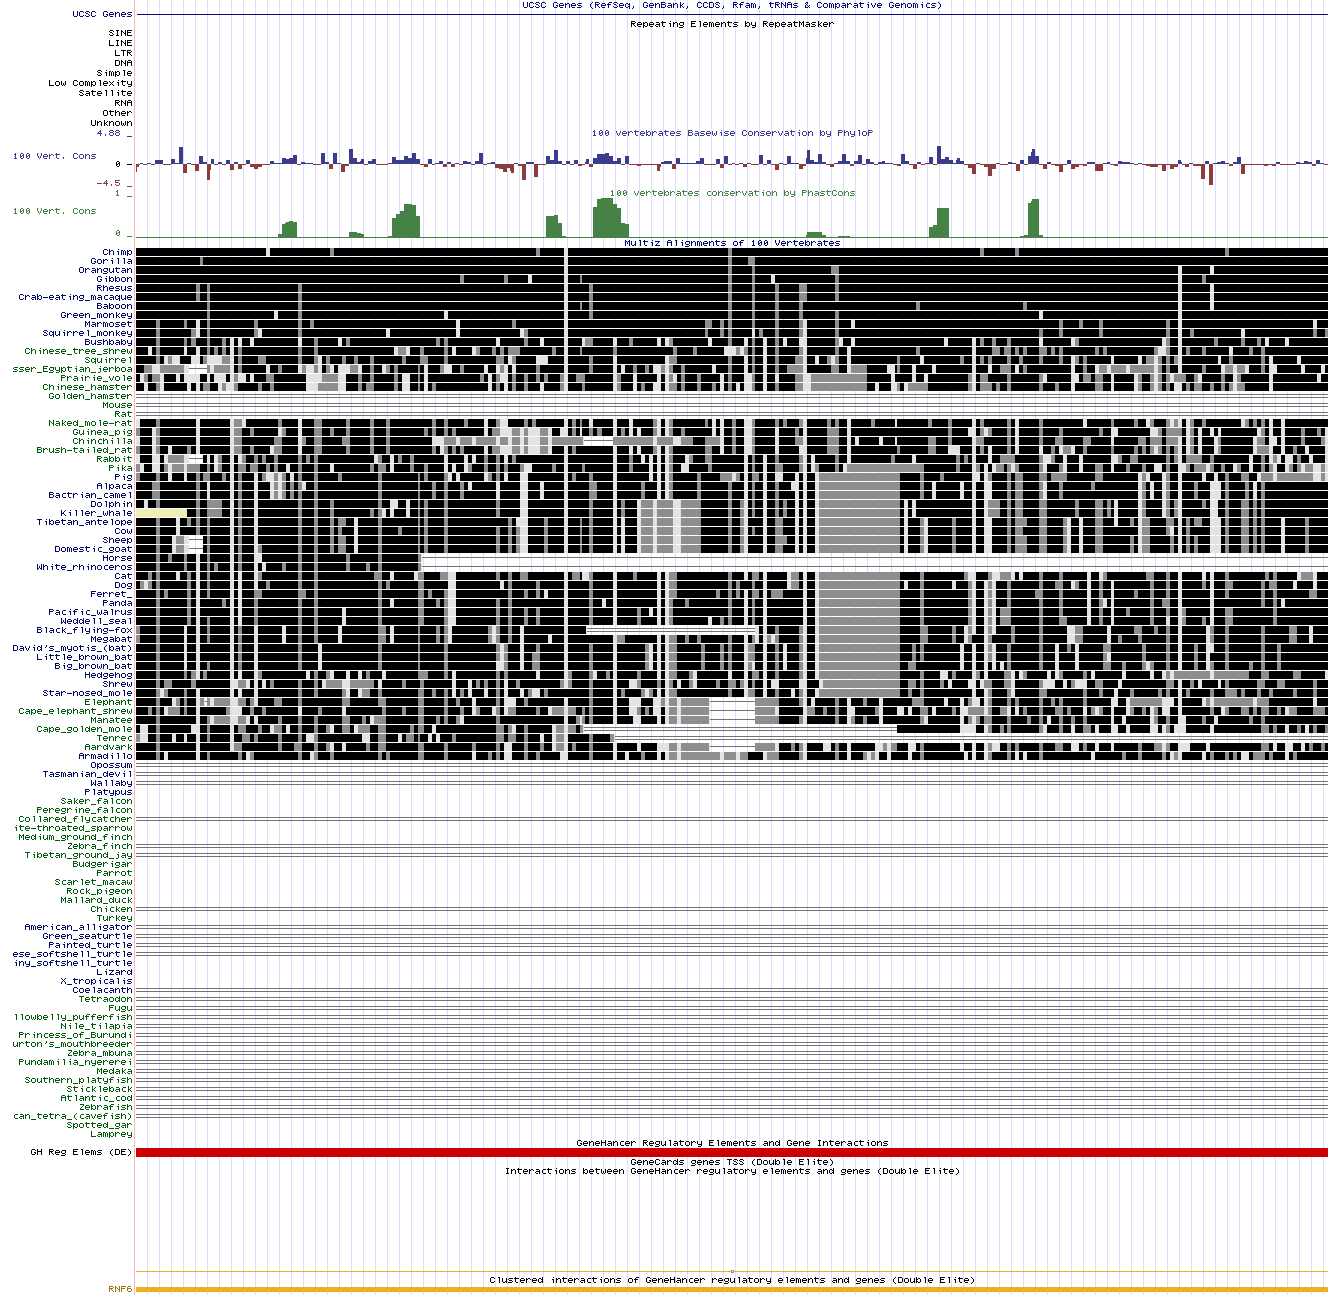 UCSC Genes (RefSeq, GenBank, CCDS, Rfam, tRNAs & Comparative Genomics)
UCSC Genes
Repeating Elements by RepeatMasker
SINE
LINE
LTR
DNA
Simple
Low Complexity
Satellite
RNA
Other
Unknown
4.88 _
100 vertebrates Basewise Conservation by PhyloP
100 Vert. Cons
0 -
-4.5 _
1 _
100 vertebrates conservation by PhastCons
100 Vert. Cons
0 _
Multiz Alignments of 100 Vertebrates
Chimp
Gorilla
Orangutan
Gibbon
Rhesus
Crab-eating_macaque
Baboon
Green_monkey
Marmoset
Squirrel_monkey
Bushbaby
Chinese_tree_shrew
Squirrel
sser_Egyptian_jerboa
Prairie_vole
Chinese_hamster
Golden_hamster
Mouse
Rat
Naked_mole-rat
Guinea_pig
Chinchilla
Brush-tailed_rat
Rabbit
Pika
Pig
Alpaca
Bactrian_camel
Dolphin
Killer_whale
Tibetan_antelope
Cow
Sheep
Domestic_goat
Horse
White_rhinoceros
Cat
Dog
Ferret_
Panda
Pacific_walrus
Weddell_seal
Black_flying-fox
Megabat
David's_myotis_(bat)
Little_brown_bat
Big_brown_bat
Hedgehog
Shrew
Star-nosed_mole
Elephant
Cape_elephant_shrew
Manatee
Cape_golden_mole
Tenrec
Aardvark
Armadillo
Opossum
Tasmanian_devil
Wallaby
Platypus
Saker_falcon
Peregrine_falcon
Collared_flycatcher
ite-throated_sparrow
Medium_ground_finch
Zebra_finch
Tibetan_ground_jay
Budgerigar
Parrot
Scarlet_macaw
Rock_pigeon
Mallard_duck
Chicken
Turkey
American_alligator
Green_seaturtle
Painted_turtle
ese_softshell_turtle
iny_softshell_turtle
Lizard
X_tropicalis
Coelacanth
Tetraodon
Fugu
llowbelly_pufferfish
Nile_tilapia
Princess_of_Burundi
urton's_mouthbreeder
Zebra_mbuna
Pundamilia_nyererei
Medaka
Southern_platyfish
Stickleback
Atlantic_cod
Zebrafish
can_tetra_(cavefish)
Spotted_gar
Lamprey
GeneHancer Regulatory Elements and Gene Interactions
GH Reg Elems (DE)
GeneCards genes TSS (Double Elite)
Interactions between GeneHancer regulatory elements and genes (Double Elite)
Clustered interactions of GeneHancer regulatory elements and genes (Double Elite)
RNF6